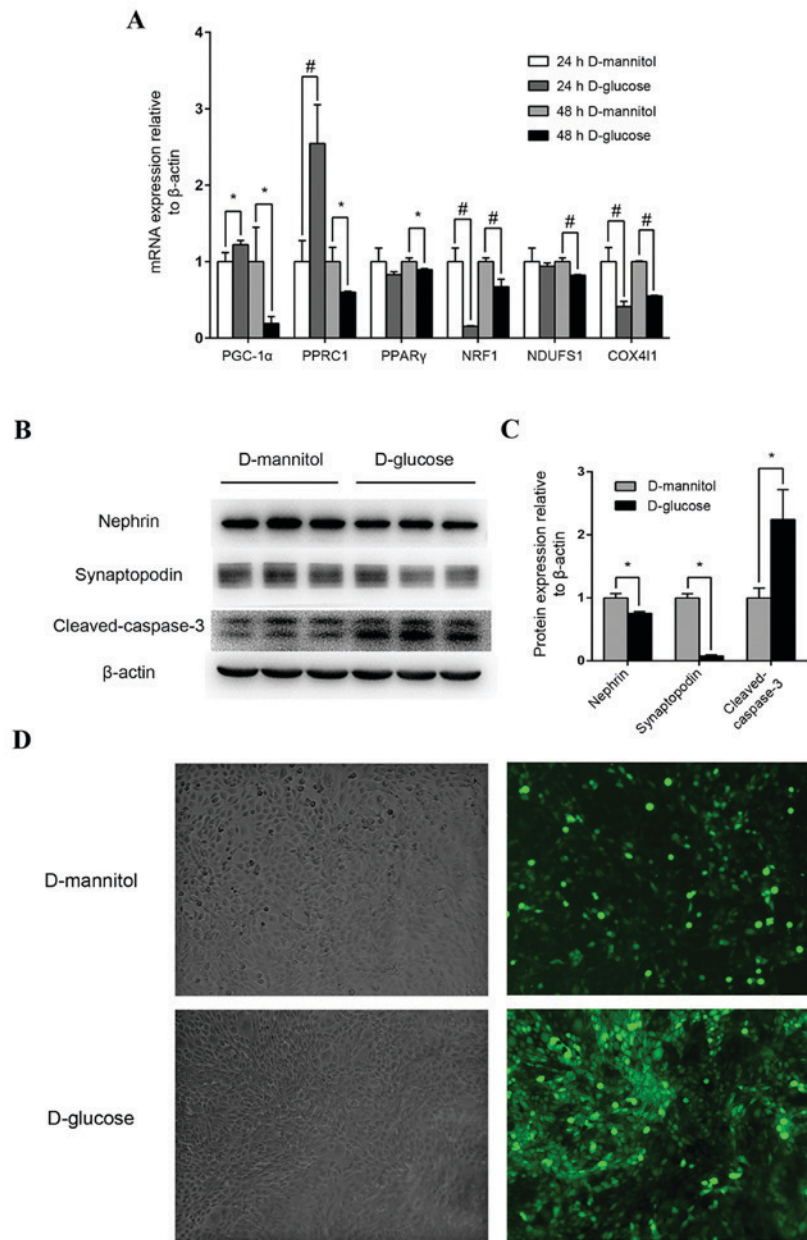 A
mRNA expression relative
to β-actin
4
3
2
1
0
24 h D-mannitol
24 h D-glucose
48 h D-mannitol
48 h D-glucose
* * # * * # # # # #
PGC-1α PPRC1 PPARγ NRF1 NDUFS1 COX4I1
B
D-mannitol D-glucose
Nephrin
Synaptopodin
Cleaved-caspase-3
β-actin
C
Protein expression relative
to β-actin
3
2
1
0
D-mannitol
D-glucose
* * *
Nephrin
Synaptopodin
Cleaved-
caspase-3
D
D-mannitol
D-glucose